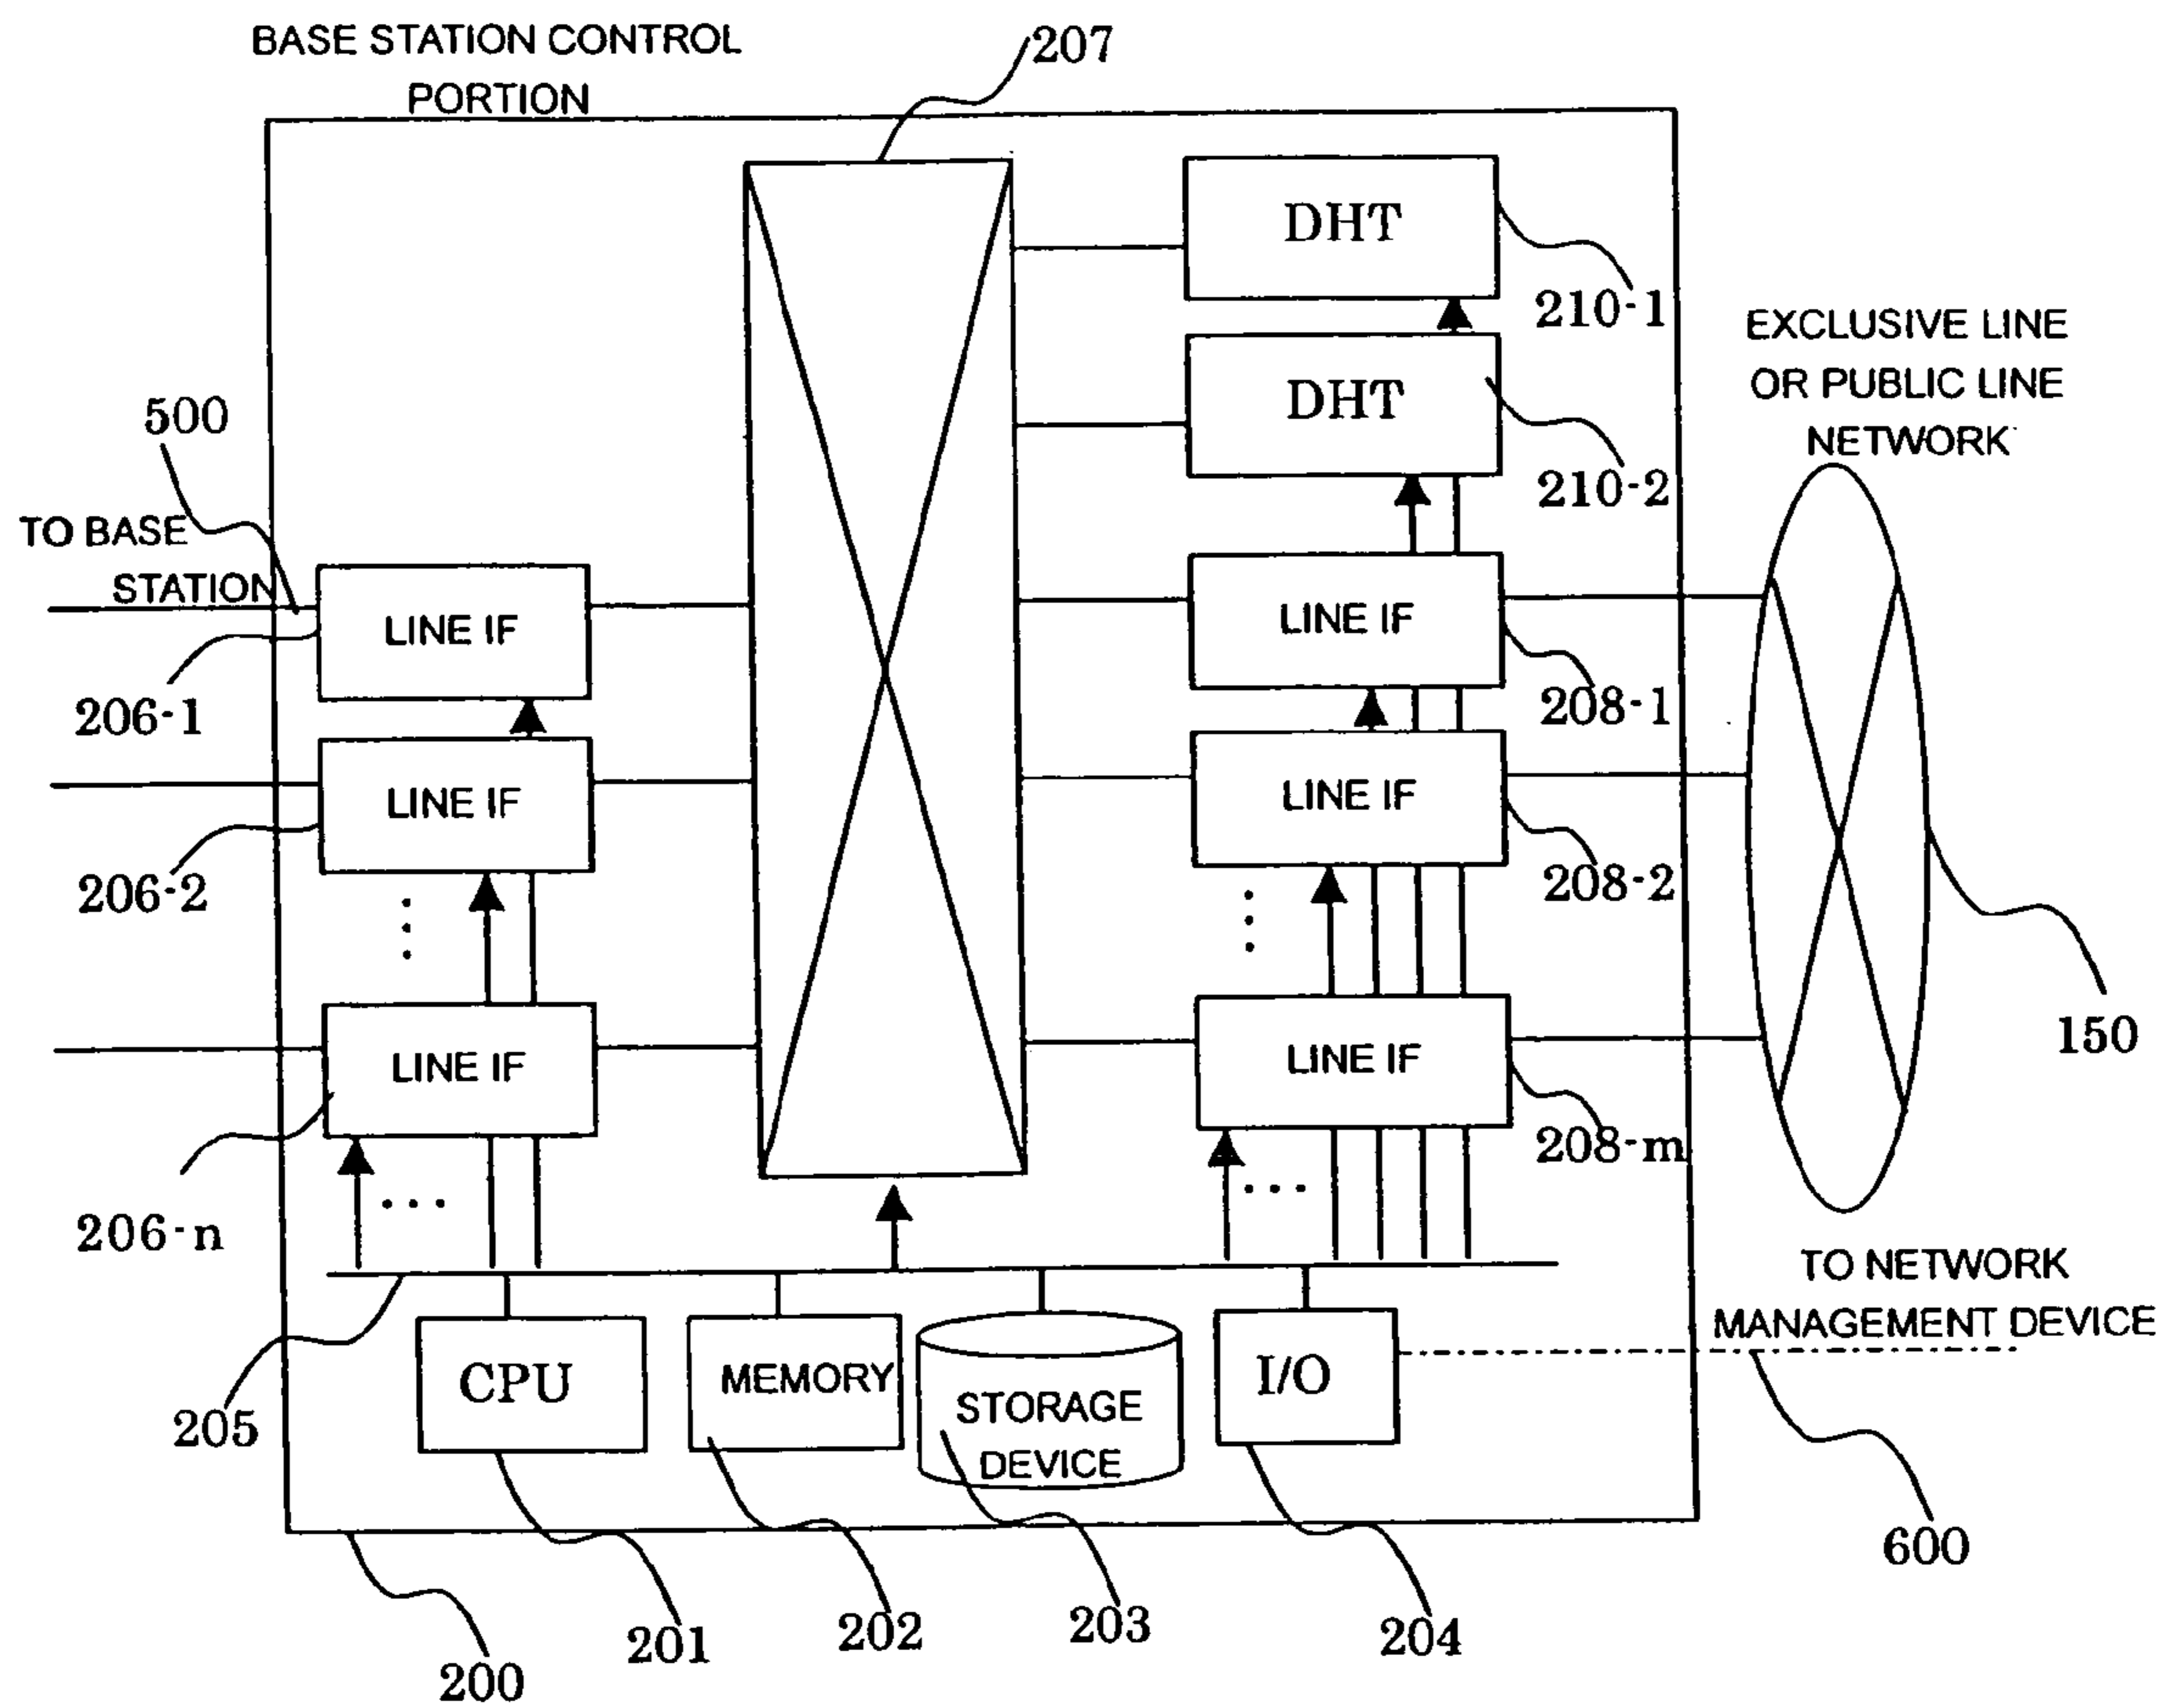 BASE STATION CONTROL
PORTION
207
DHT
210-1
EXCLUSIVE LINE
OR PUBLIC LINE
NETWORK
DHT
210-2
500
TO BASE
STATION
LINE IF
206-1
LINE IF
208-1
LINE IF
206-2
LINE IF
208-2
LINE IF
206-n
LINE IF
208-m
150
TO NETWORK
MANAGEMENT DEVICE
205
CPU
MEMORY
STORAGE
DEVICE
I/O
600
200
201
202
203
204